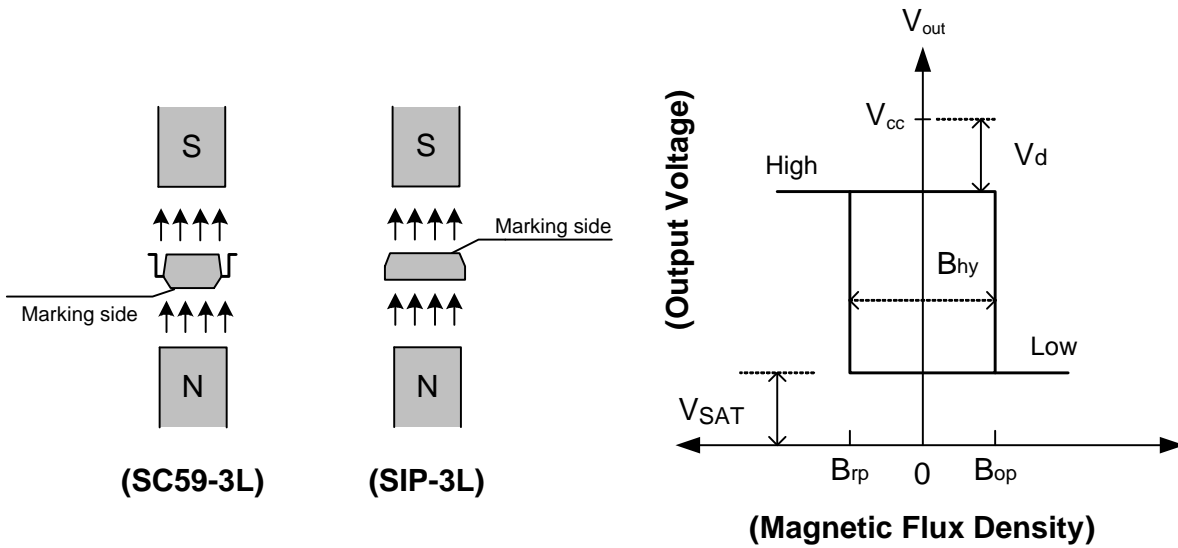 S
Marking side
N
(SC59-3L)
S
Marking side
N
(SIP-3L)
Vout
(Output Voltage)
Vcc
Vd
High
Bhy
Low
VSAT
Brp
0
Bop
(Magnetic Flux Density)